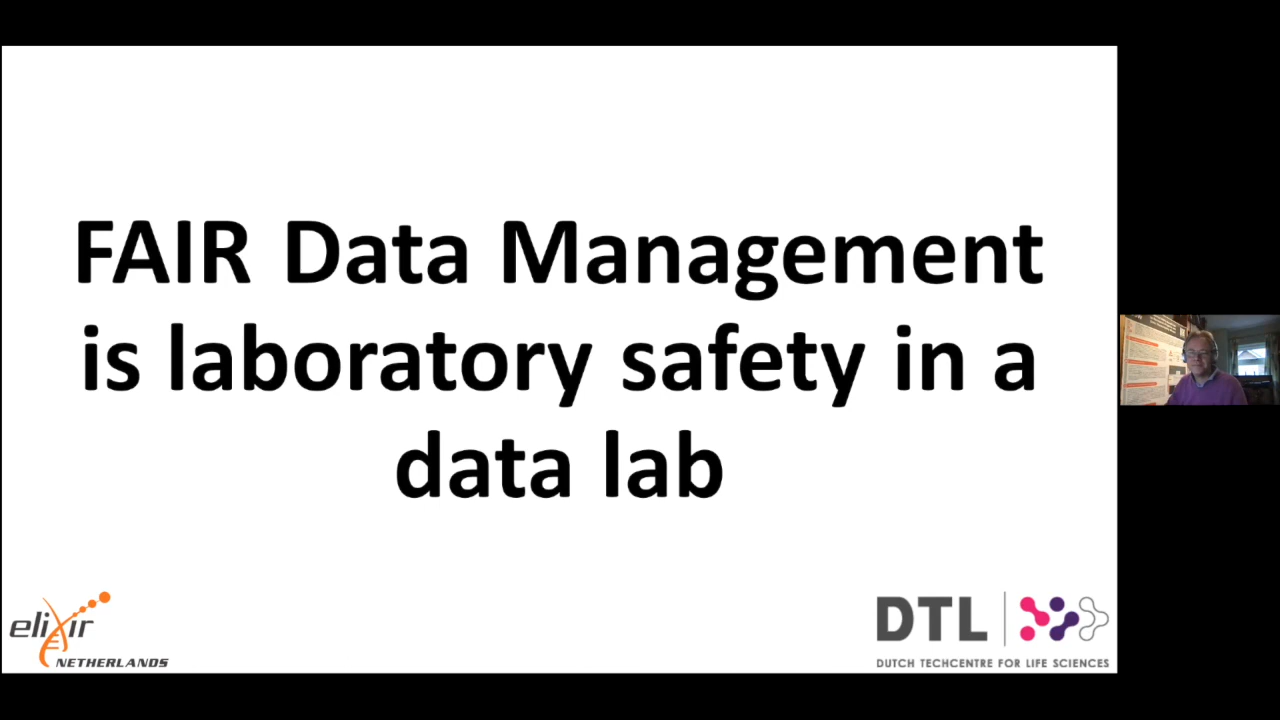 FAIR Data Management
is laboratory safety in a
data lab
elixir
NETHERLANDS
DTL
DUTCH TECHCENTRE FOR LIFE SCIENCES